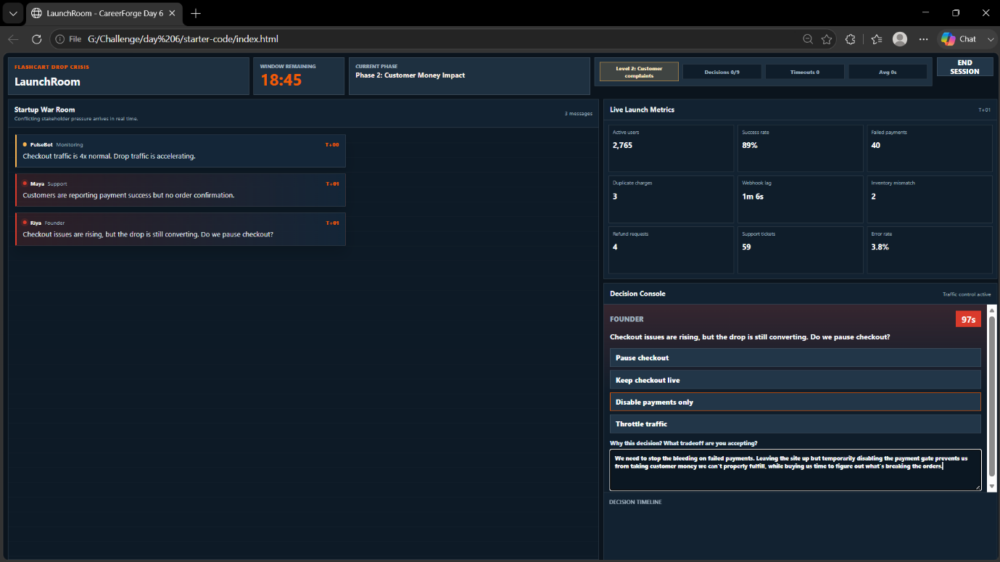 LaunchRoom - CareerForge Day 6
File G:/Challenge/day%206/starter-code/index.html
Chat
FLASHCART DROP CRISIS
LaunchRoom
WINDOW REMAINING
18:45
CURRENT PHASE
Phase 2: Customer Money Impact
Level 2: Customer
complaints
Decisions 0/9
Timeouts 0
Avg 0s
END
SESSION
Startup War Room
Conflicting stakeholder pressure arrives in real time.
3 messages
PulseBot Monitoring T+00
Checkout traffic is 4x normal. Drop traffic is accelerating.
Maya Support T+01
Customers are reporting payment success but no order confirmation.
Riya Founder T+01
Checkout issues are rising, but the drop is still converting. Do we pause checkout?
Live Launch Metrics T+01
Active users
2,765
Success rate
89%
Failed payments
40
Duplicate charges
3
Webhook lag
1m 6s
Inventory mismatch
2
Refund requests
4
Support tickets
59
Error rate
3.8%
Decision Console Traffic control active
FOUNDER 97s
Checkout issues are rising, but the drop is still converting. Do we pause checkout?
Pause checkout
Keep checkout live
Disable payments only
Throttle traffic
Why this decision? What tradeoff are you accepting?
We need to stop the bleeding on failed payments. Leaving the site up but temporarily disabling the payment gate prevents us
from taking customer money we can't properly fulfill, while buying us time to figure out what's breaking the orders.
DECISION TIMELINE